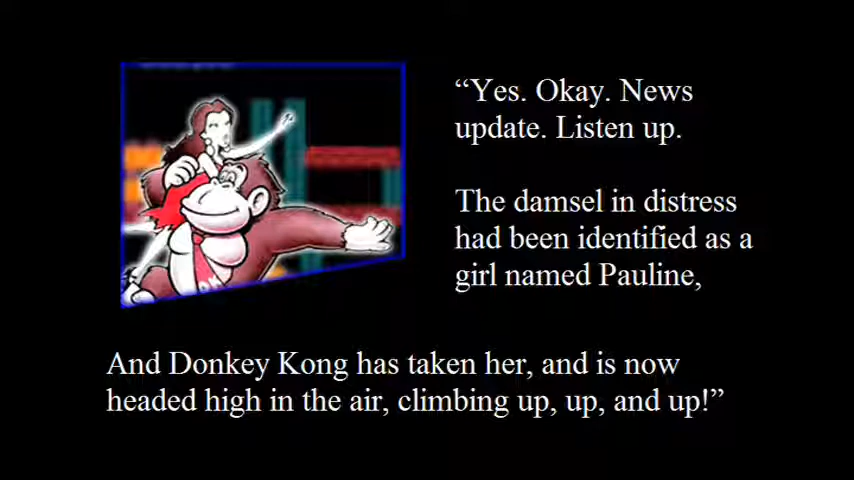 “Yes. Okay. News
update. Listen up.
The damsel in distress
had been identified as a
girl named Pauline,
And Donkey Kong has taken her, and is now
headed high in the air, climbing up, up, and up!”